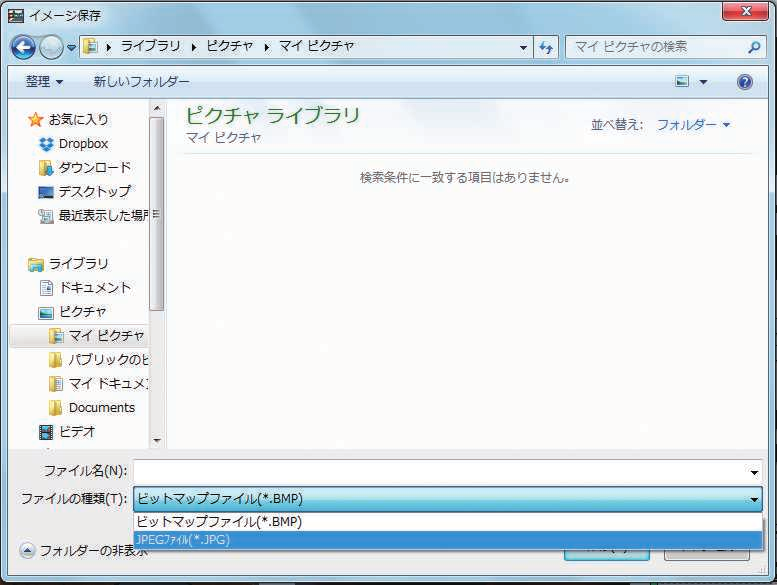 イメージ保存
ライブラリ ピクチャ マイ ピクチャ
マイ ピクチャの検索
整理 新しいフォルダー
お気に入り
Dropbox
ダウンロード
デスクトップ
最近表示した場所
ライブラリ
ドキュメント
ピクチャ
マイ ピクチャ
パブリックのピ
マイ ドキュメン
Documents
ビデオ
ピクチャ ライブラリ
マイ ピクチャ
並べ替え: フォルダー
検索条件に一致する項目はありません。
ファイル名(N):
ファイルの種類(T): ビットマップファイル(*.BMP)
ビットマップファイル(*.BMP)
JPEGファイル(*.JPG)
フォルダーの非表示